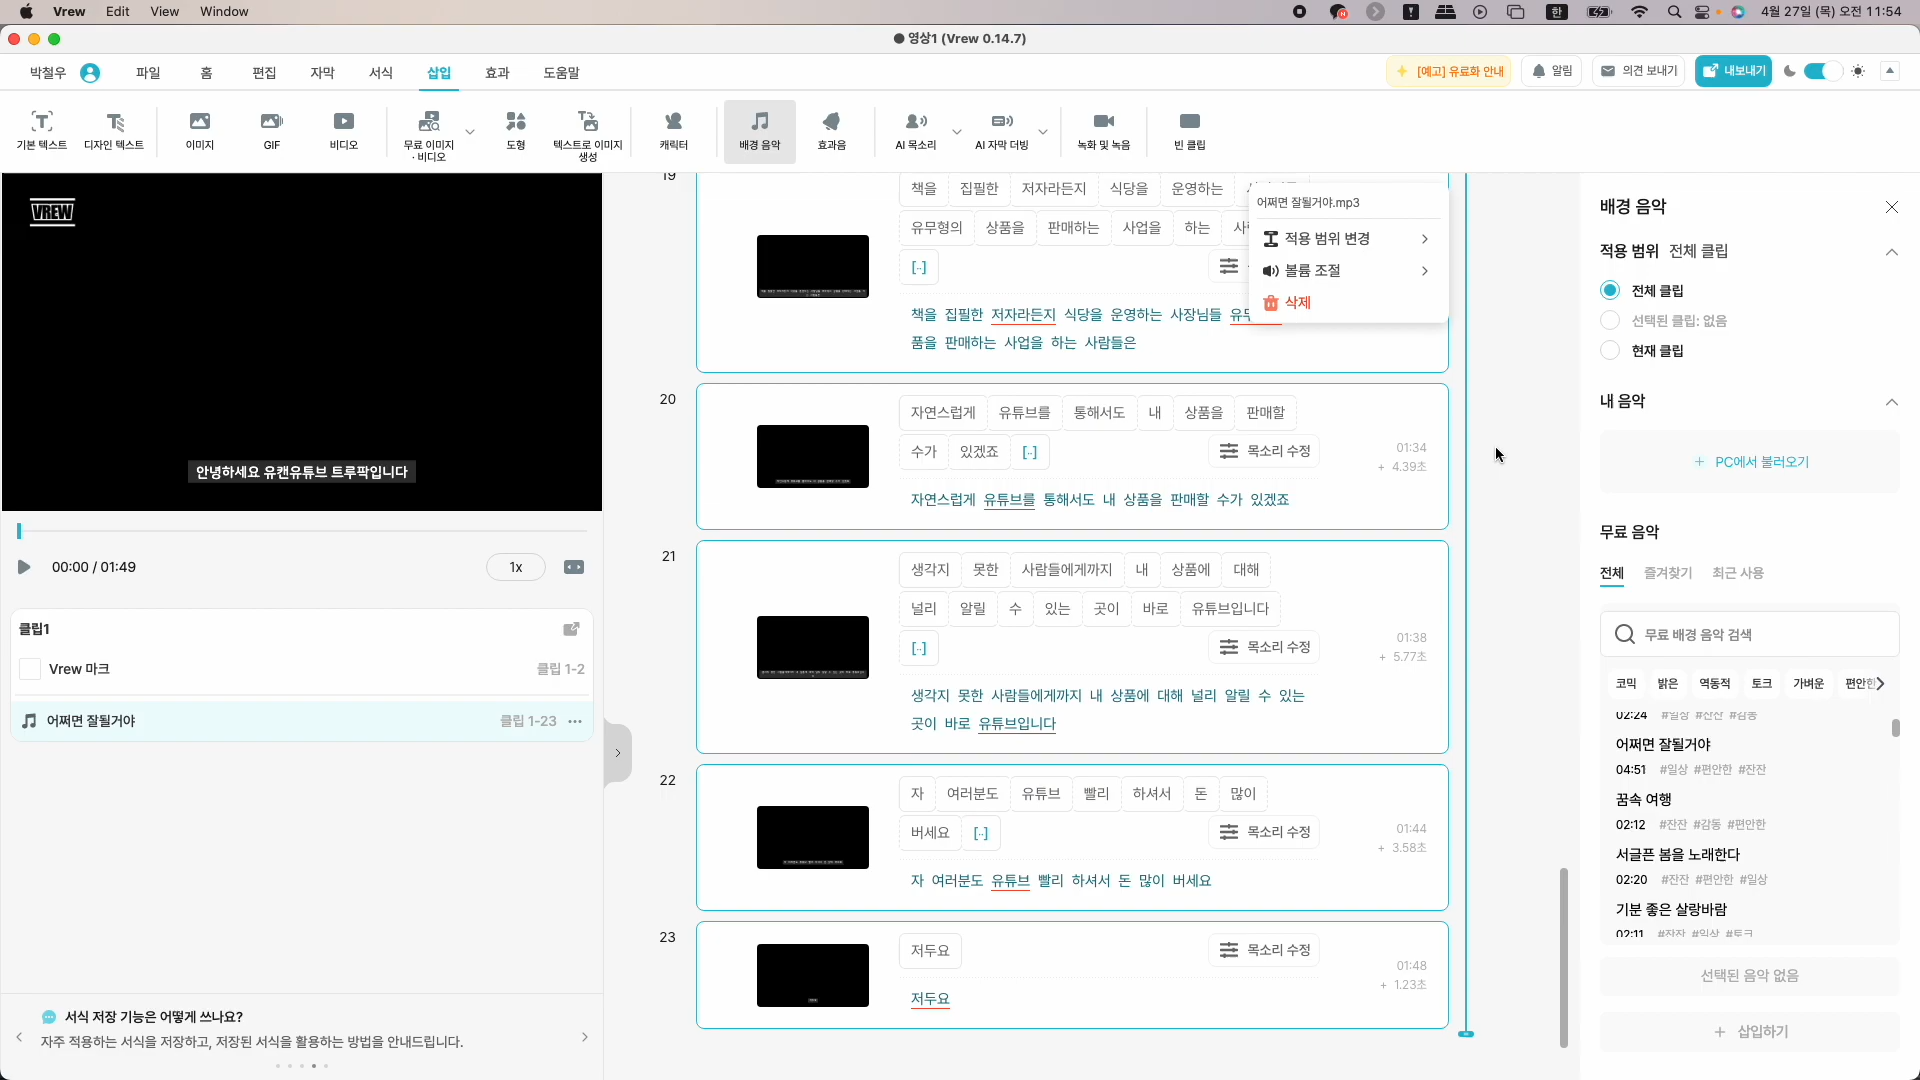 Vrew Edit View Window
한
4월 27일 (목) 오전 11:54
영상1 (Vrew 0.14.7)
박철우 파일 홈 편집 자막 서식 삽입 효과 도움말
[예고] 유료화 안내 알림 의견 보내기 내보내기
기본 텍스트 디자인 텍스트 이미지 GIF 비디오 무료 이미지 · 비디오 도형 텍스트로 이미지 생성 캐릭터 배경 음악 효과음 AI 목소리 AI 자막 더빙 녹화 및 녹음 빈 클립
VREW
안녕하세요 유캔유튜브 트루팍입니다
00:00 / 01:49
1x
클립1
Vrew 마크 클립 1-2
어쩌면 잘될거야 클립 1-23
서식 저장 기능은 어떻게 쓰나요?
자주 적용하는 서식을 저장하고, 저장된 서식을 활용하는 방법을 안내드립니다.
19
책을 집필한 저자라든지 식당을 운영하는
유무형의 상품을 판매하는 사업을 하는
[··]
책을 집필한 저자라든지 식당을 운영하는 사장님들
품을 판매하는 사업을 하는 사람들은
어쩌면 잘될거야.mp3
적용 범위 변경
볼륨 조절
삭제
20
자연스럽게 유튜브를 통해서도 내 상품을 판매할
수가 있겠죠 [··] 목소리 수정
01:34
+ 4.39초
자연스럽게 유튜브를 통해서도 내 상품을 판매할 수가 있겠죠
21
생각지 못한 사람들에게까지 내 상품에 대해
널리 알릴 수 있는 곳이 바로 유튜브입니다
[··] 목소리 수정
01:38
+ 5.77초
생각지 못한 사람들에게까지 내 상품에 대해 널리 알릴 수 있는
곳이 바로 유튜브입니다
22
자 여러분도 유튜브 빨리 하셔서 돈 많이
버세요 [··] 목소리 수정
01:44
+ 3.58초
자 여러분도 유튜브 빨리 하셔서 돈 많이 버세요
23
저두요 목소리 수정
01:48
+ 1.23초
저두요
배경 음악
적용 범위 전체 클립
전체 클립
선택된 클립: 없음
현재 클립
내 음악
+ PC에서 불러오기
무료 음악
전체 즐겨찾기 최근 사용
무료 배경 음악 검색
코믹 밝은 역동적 토크 가벼운 편안한
02:24 #일상 #잔잔 #감동
어쩌면 잘될거야
04:51 #일상 #편안한 #잔잔
꿈속 여행
02:12 #잔잔 #감동 #편안한
서글픈 봄을 노래한다
02:20 #잔잔 #편안한 #일상
기분 좋은 살랑바람
02:11 #잔잔 #일상 #토크
선택된 음악 없음
+ 삽입하기